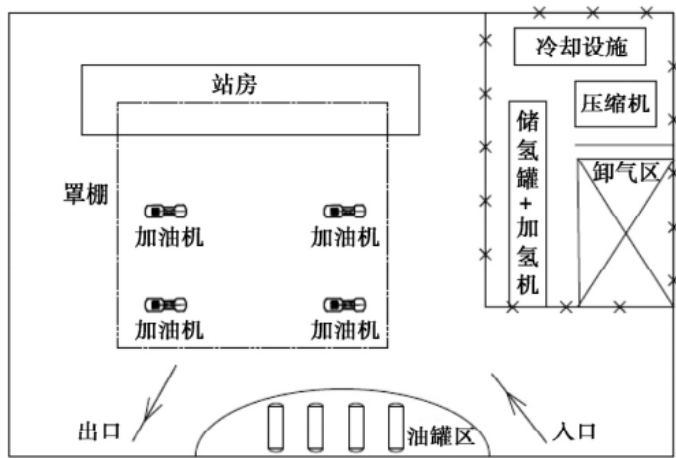 冷却设施
站房
压缩机
储氢罐+加氢机
卸气区
罩棚
加油机
加油机
加油机
加油机
出口
油罐区
入口